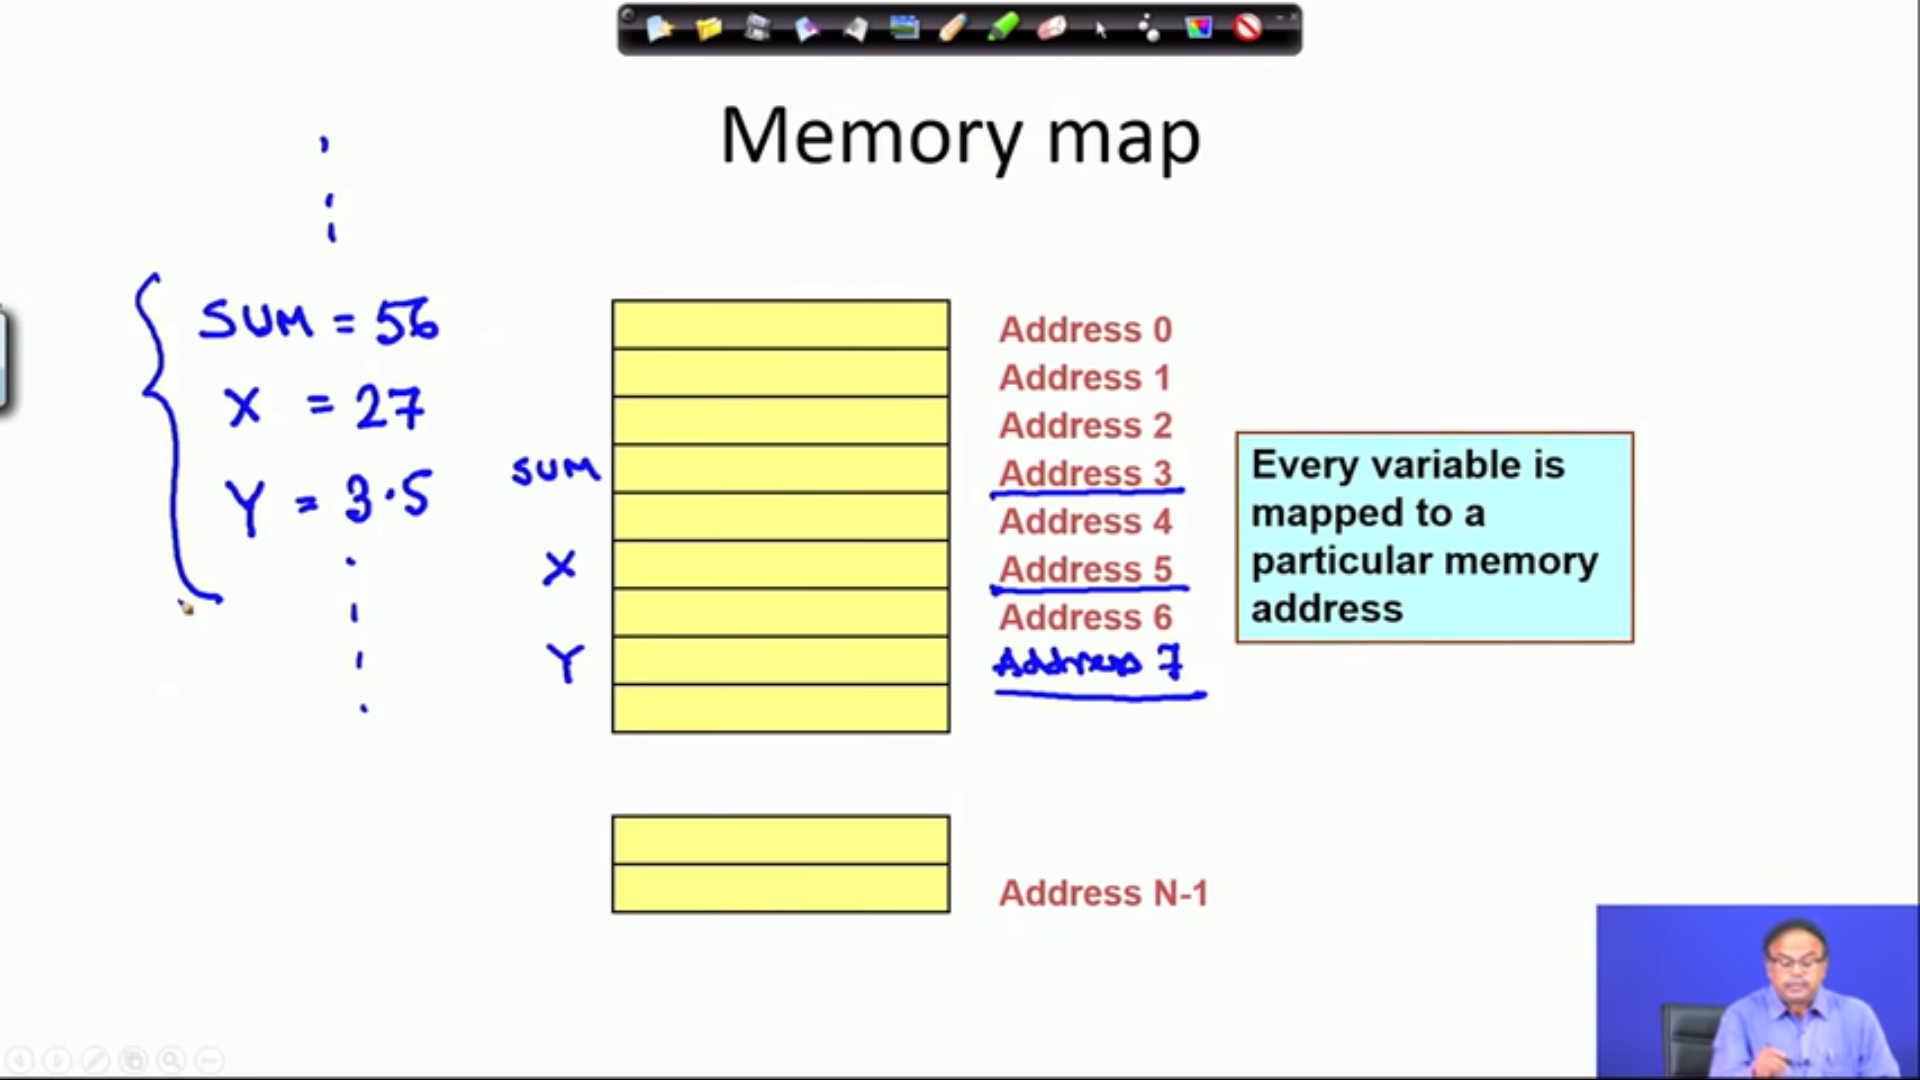 Memory map
SUM = 56
X = 27
Y = 3.5
SUM
X
Y
Address 0
Address 1
Address 2
Address 3
Address 4
Address 5
Address 6
Address 7
Address N-1
Every variable is
mapped to a
particular memory
address